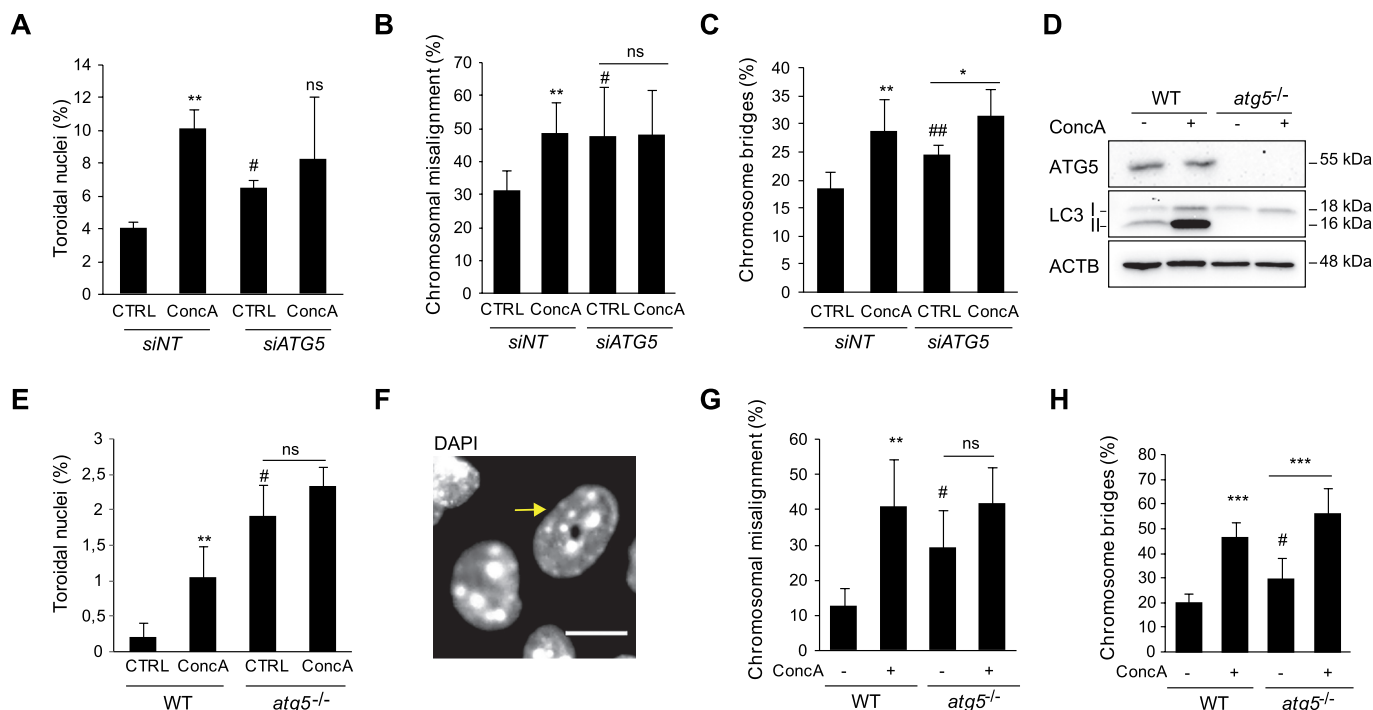 A
Toroidal nuclei (%)
14
12
10
8
6
4
2
0
**
#
ns
CTRL ConcA CTRL ConcA
siNT siATG5
B
Chromosomal misalignment (%)
70
60
50
40
30
20
10
0
**
#
ns
CTRL ConcA CTRL ConcA
siNT siATG5
C
Chromosome bridges (%)
40
35
30
25
20
15
10
5
0
**
##
*
CTRL ConcA CTRL ConcA
siNT siATG5
D
WT atg5-/-
ConcA - + - +
ATG5 55 kDa
LC3 I 18 kDa
II 16 kDa
ACTB 48 kDa
E
Toroidal nuclei (%)
3
2,5
2
1,5
1
0,5
0
**
#
ns
CTRL ConcA CTRL ConcA
WT atg5-/-
F
DAPI
G
Chromosomal misalignment (%)
60
50
40
30
20
10
0
**
#
ns
ConcA - + - +
WT atg5-/-
H
Chromosome bridges (%)
80
70
60
50
40
30
20
10
0
***
#
***
ConcA - + - +
WT atg5-/-